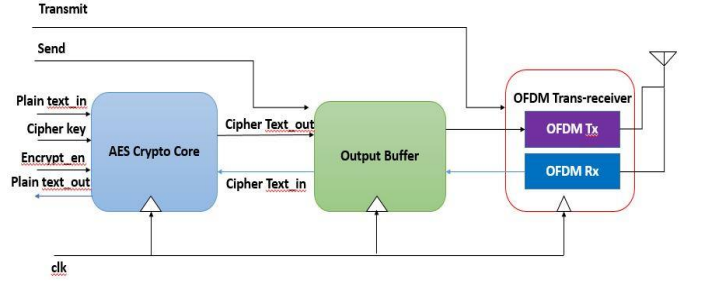 Transmit
Send
Plain text_in
Cipher key
Encrypt_en
Plain text_out
AES Crypto Core
Cipher Text_out
Cipher Text_in
Output Buffer
OFDM Trans-receiver
OFDM Tx
OFDM Rx
clk